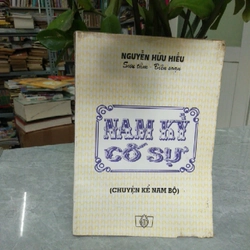 NGUYỄN HỮU HIẾU
Sưu tầm - Biên soạn
NAM KỲ
CỐ SỰ
(CHUYỆN KỂ NAM BỘ)